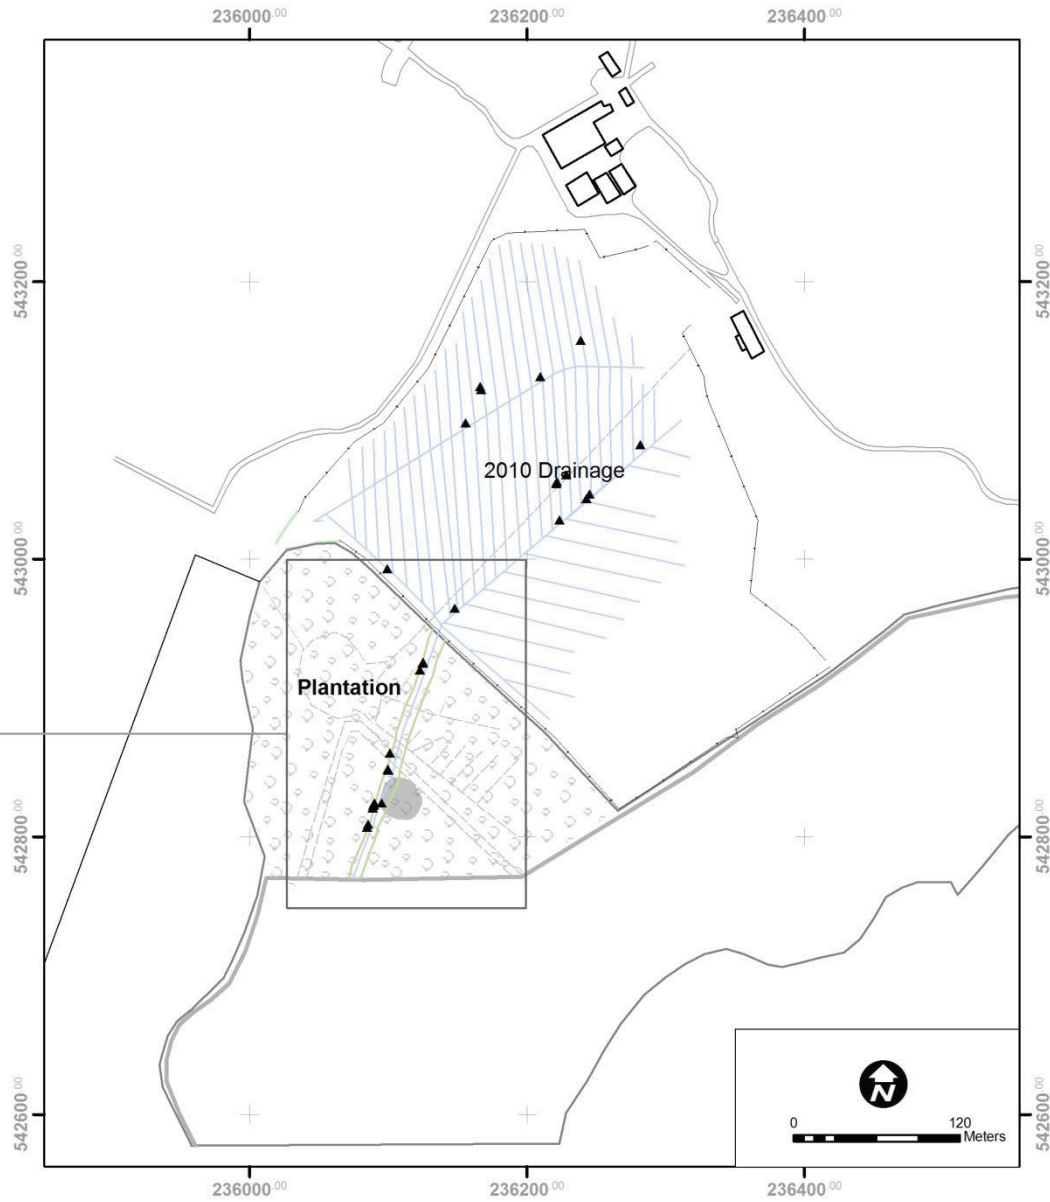 236000.00 236200.00 236400.00
543200.00 543200.00
2010 Drainage
543000.00 543000.00
Plantation
542800.00 542800.00
N
0 120
Meters
542600.00 542600.00
236000.00 236200.00 236400.00